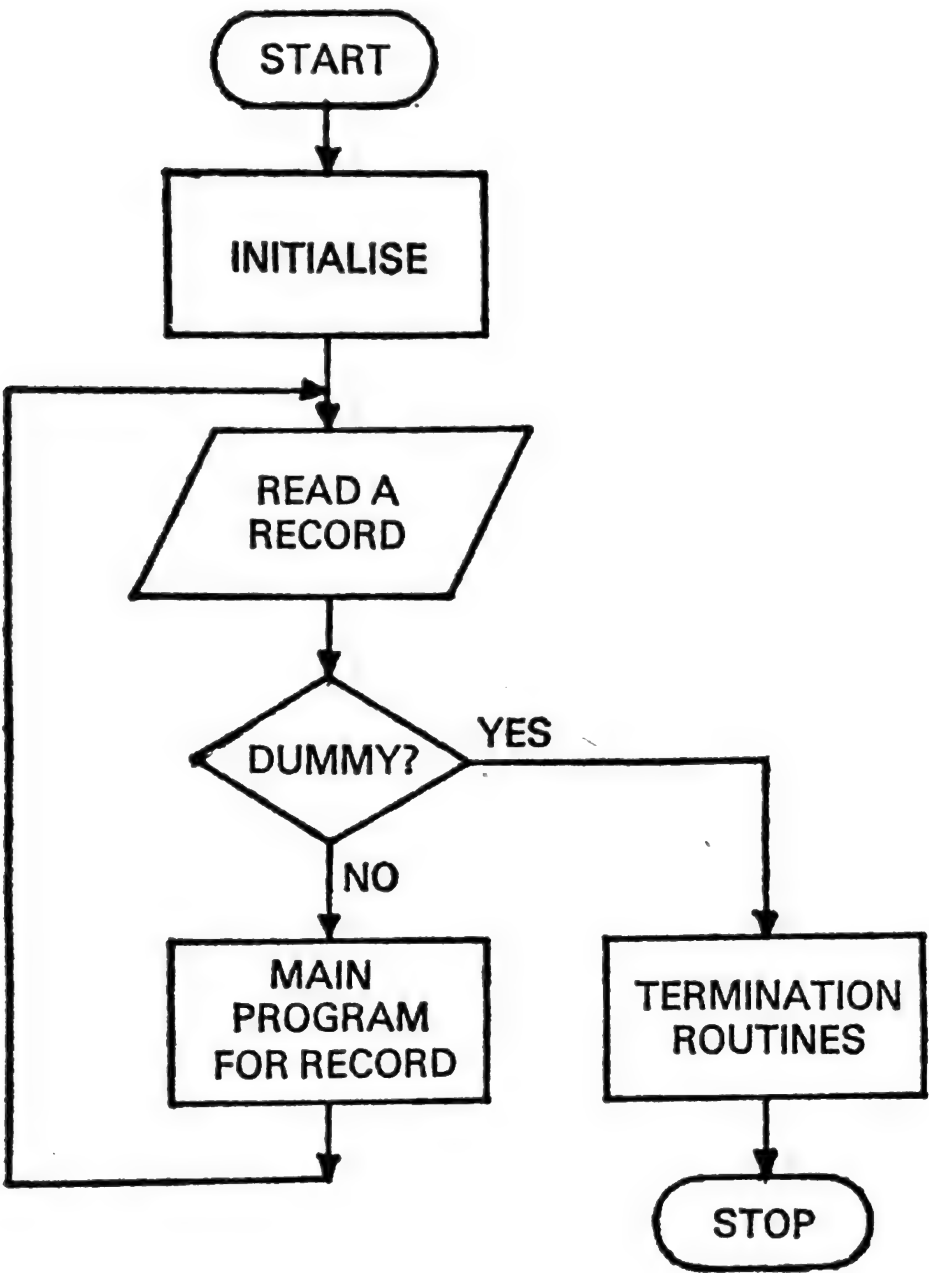 START
INITIALISE
READ A
RECORD
DUMMY?
YES
NO
MAIN
PROGRAM
FOR RECORD
TERMINATION
ROUTINES
STOP